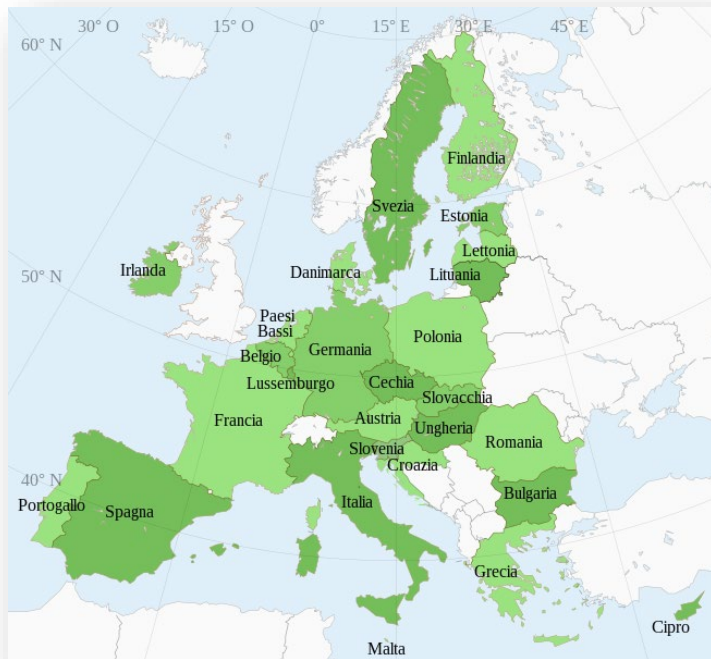 30° O
15° O
0°
15° E
30° E
45° E
60° N
Finlandia
Svezia
Estonia
Lettonia
Irlanda
Danimarca
Lituania
50° N
Paesi
Bassi
Polonia
Germania
Belgio
Lussemburgo
Cechia
Slovacchia
Francia
Austria
Ungheria
Romania
Slovenia
Croazia
40° N
Bulgaria
Portogallo
Spagna
Italia
Grecia
Cipro
Malta